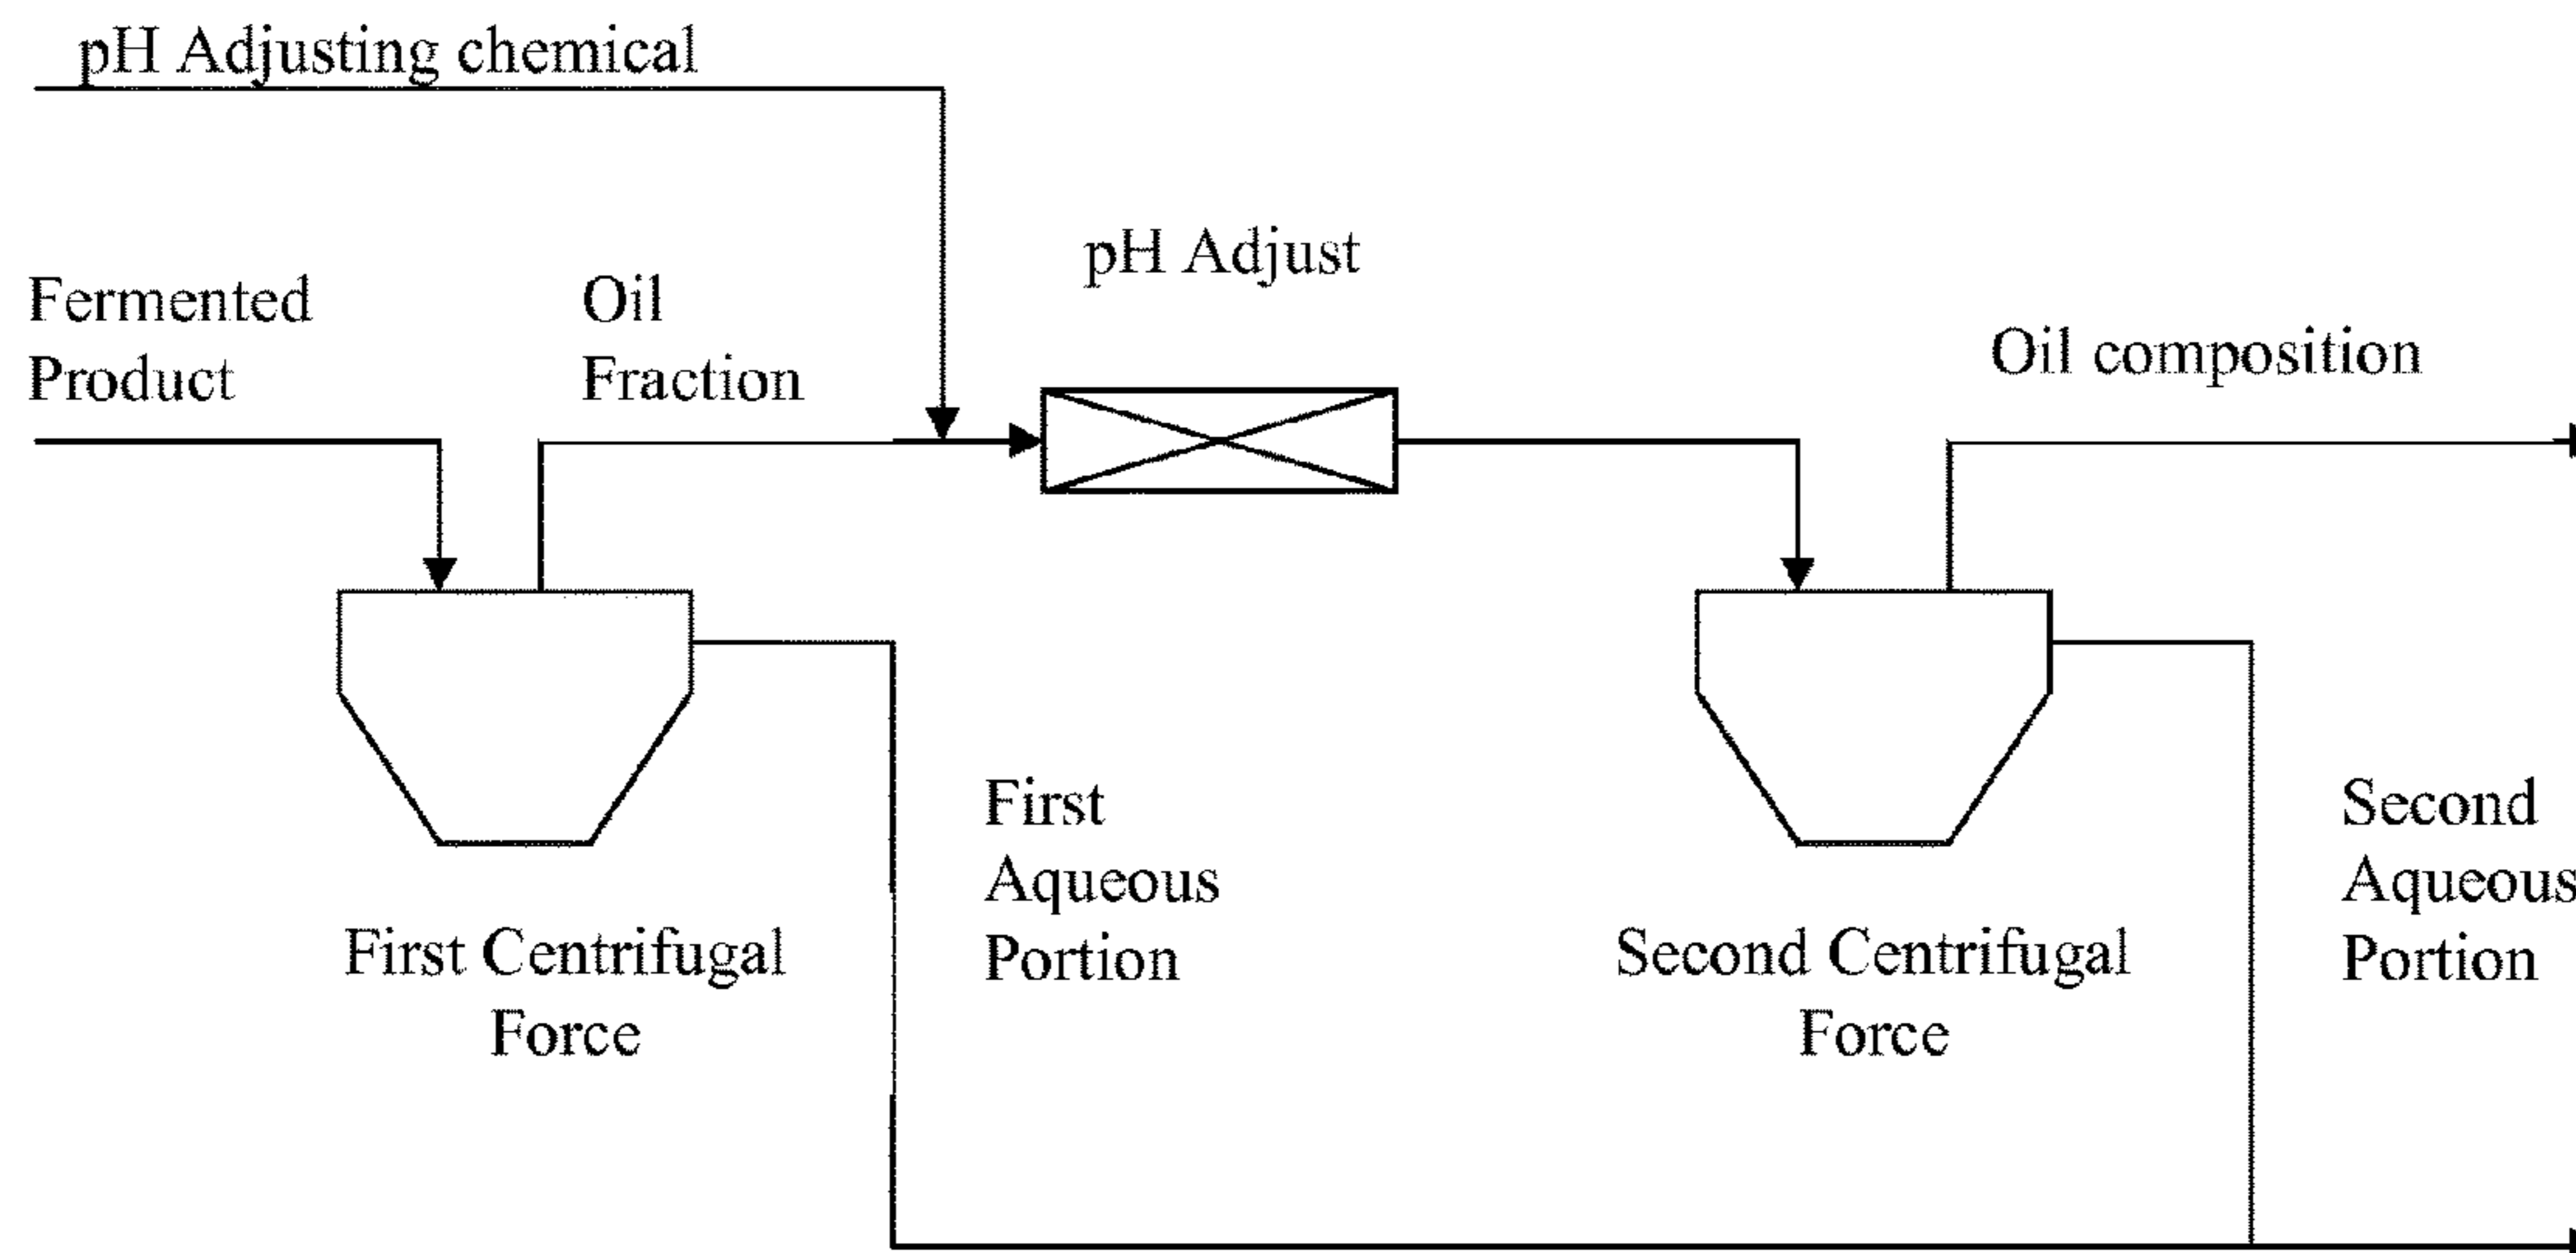 pH Adjusting chemical
pH Adjust
Fermented
Product
Oil
Fraction
Oil composition
First
Aqueous
Portion
Second
Aqueous
Portion
First Centrifugal
Force
Second Centrifugal
Force